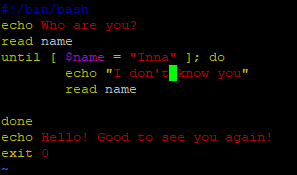 #!/bin/bash
echo Who are you?
read name
until [ $name = "Inna" ]; do
        echo "I don't know you"
        read name

done
echo Hello! Good to see you again!
exit 0
~